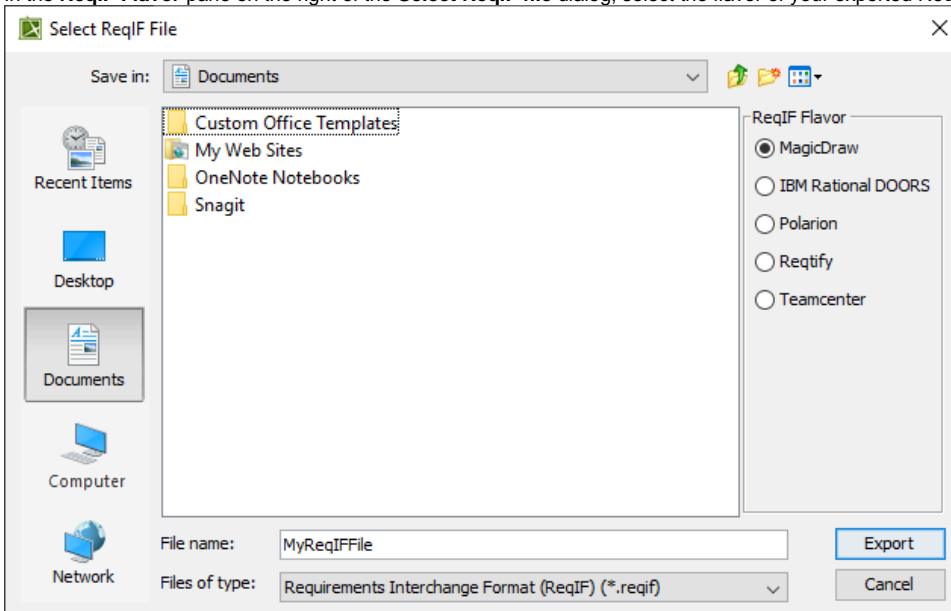 Select ReqIF File
Save in:
Documents
Recent Items
Desktop
Documents
Computer
Network
Custom Office Templates
My Web Sites
OneNote Notebooks
Snagit
ReqIF Flavor
MagicDraw
IBM Rational DOORS
Polarion
Reqtify
Teamcenter
File name:
MyReqIFFile
Export
Files of type:
Requirements Interchange Format (ReqIF) (*.reqif)
Cancel